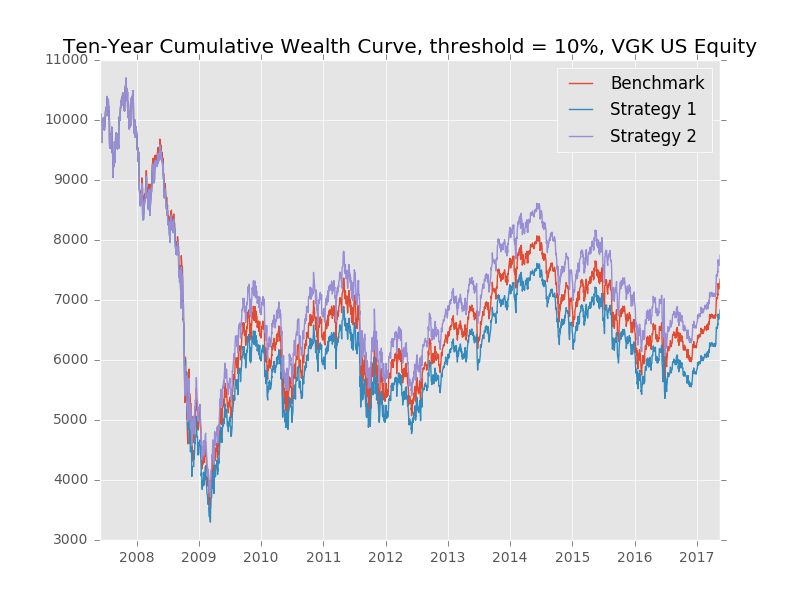 Ten-Year Cumulative Wealth Curve, threshold = 10%, VGK US Equity
11000
10000
9000
8000
7000
6000
5000
4000
3000
Benchmark
Strategy 1
Strategy 2
2008 2009 2010 2011 2012 2013 2014 2015 2016 2017